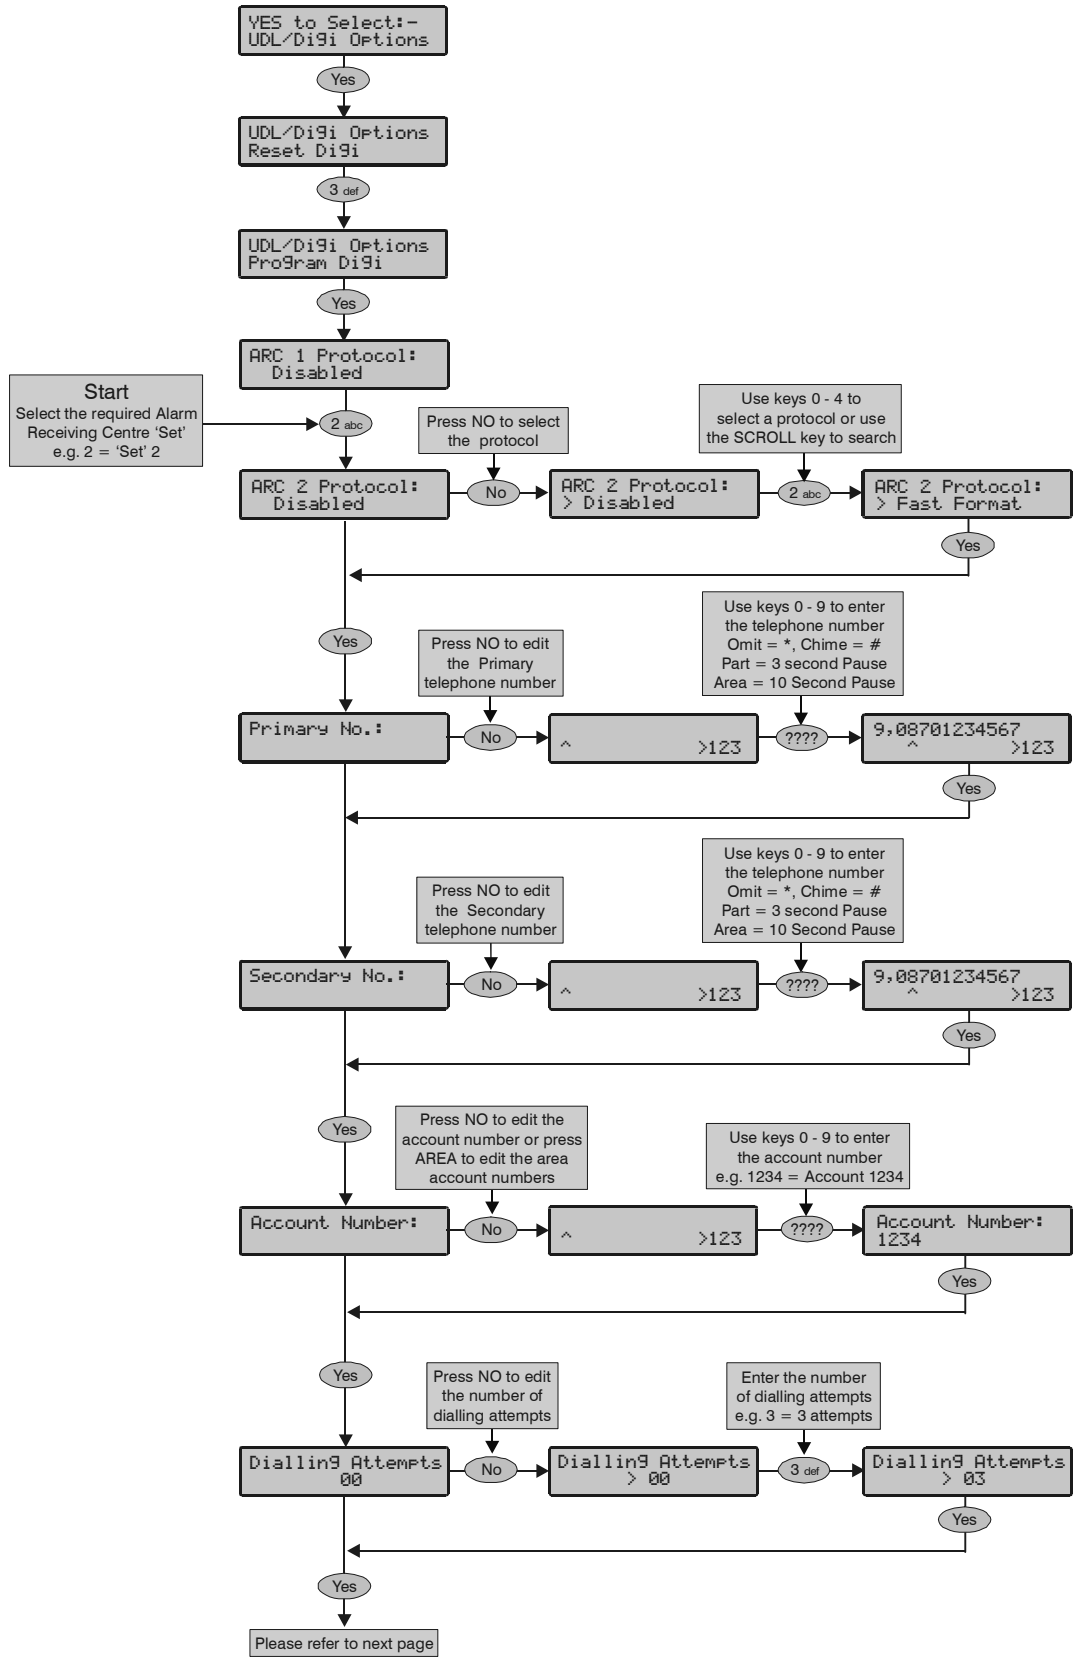 YES to Select:-
UDL/Digi Options
Yes
UDL/Digi Options
Reset Digi
3 def
UDL/Digi Options
Program Digi
Yes
ARC 1 Protocol:
Disabled
Start
Select the required Alarm
Receiving Centre ‘Set’
e.g. 2 = ‘Set’ 2
2 abc
Press NO to select
the protocol
Use keys 0 - 4 to
select a protocol or use
the SCROLL key to search
ARC 2 Protocol:
Disabled
No
ARC 2 Protocol:
> Disabled
2 abc
ARC 2 Protocol:
> Fast Format
Yes
Yes
Press NO to edit
the Primary
telephone number
Use keys 0 - 9 to enter
the telephone number
Omit = *, Chime = #
Part = 3 second Pause
Area = 10 Second Pause
Primary No.:
No
^ >123
????
9,08701234567
^ >123
Yes
Press NO to edit
the Secondary
telephone number
Use keys 0 - 9 to enter
the telephone number
Omit = *, Chime = #
Part = 3 second Pause
Area = 10 Second Pause
Secondary No.:
No
^ >123
????
9,08701234567
^ >123
Yes
Yes
Press NO to edit the
account number or press
AREA to edit the area
account numbers
Use keys 0 - 9 to enter
the account number
e.g. 1234 = Account 1234
Account Number:
No
^ >123
????
Account Number:
1234
Yes
Yes
Press NO to edit
the number of
dialling attempts
Enter the number
of dialling attempts
e.g. 3 = 3 attempts
Dialling Attempts
00
No
Dialling Attempts
> 00
3 def
Dialling Attempts
> 03
Yes
Yes
Please refer to next page